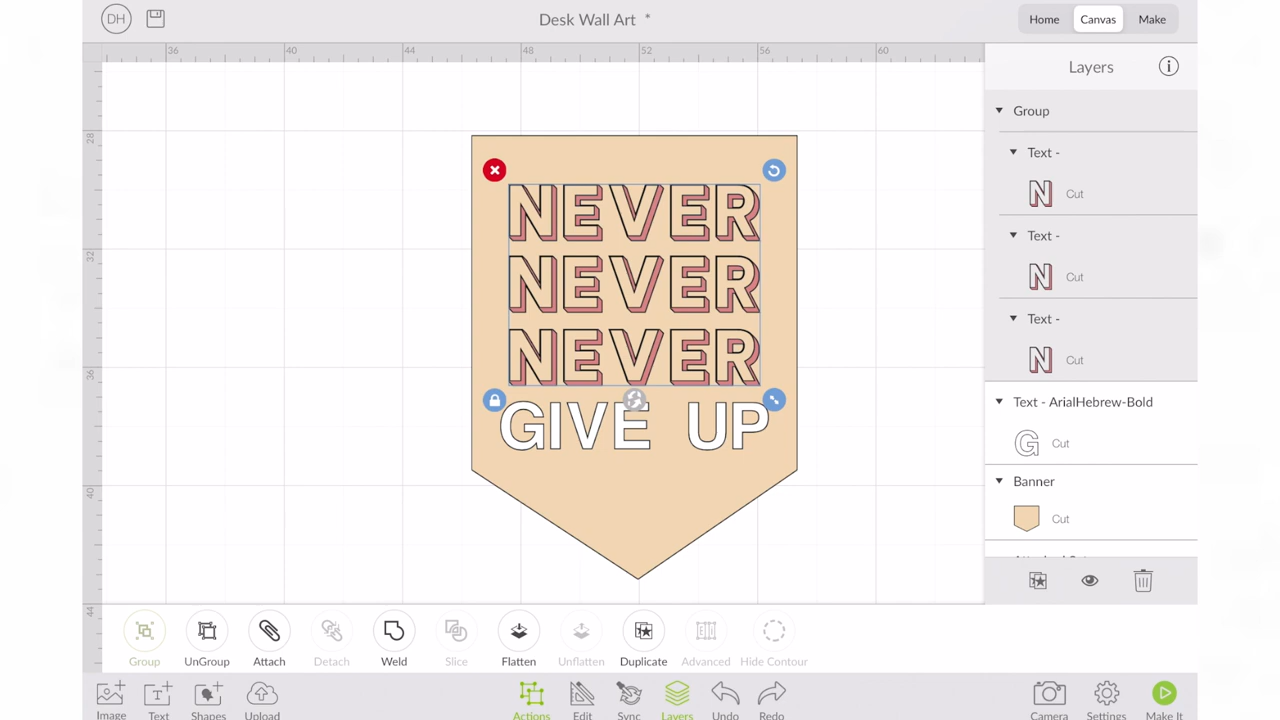 DH
Desk Wall Art *
Home Canvas Make
36 40 44 48 52 56 60
Layers
Group
28
Text -
NEVER
N Cut
Text -
32
NEVER
N Cut
Text -
NEVER
N Cut
36
Text - ArialHebrew-Bold
GIVE UP
G Cut
Banner
40
Cut
44
Group UnGroup Attach Detach Weld Slice Flatten Unflatten Duplicate Advanced Hide Contour
Image Text Shapes Upload Actions Edit Sync Layers Undo Redo Camera Settings Make It